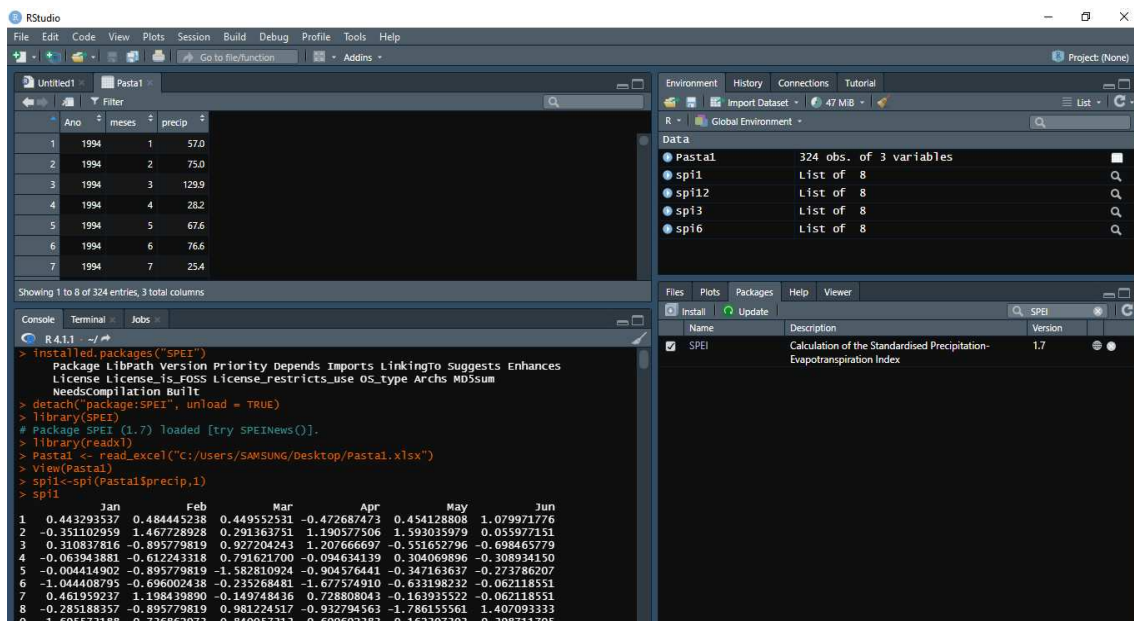 RStudio
File Edit Code View Plots Session Build Debug Profile Tools Help
Go to file/function Addins Project: (None)
Untitled1 Pasta1
Filter
Ano meses precip
1 1994 1 57.0
2 1994 2 75.0
3 1994 3 129.9
4 1994 4 28.2
5 1994 5 67.6
6 1994 6 76.6
7 1994 7 25.4
Showing 1 to 8 of 324 entries, 3 total columns
Console Terminal Jobs
R 4.1.1 · ~/
> installed.packages("SPEI")
Package LibPath Version Priority Depends Imports LinkingTo Suggests Enhances
License License_is_FOSS License_restricts_use OS_type Archs MD5sum
NeedsCompilation Built
> detach("package:SPEI", unload = TRUE)
> library(SPEI)
# Package SPEI (1.7) loaded [try SPEINews()].
> library(readxl)
> Pasta1 <- read_excel("C:/Users/SAMSUNG/Desktop/Pasta1.xlsx")
> View(Pasta1)
> spi1<-spi(Pasta1$precip,1)
> spi1
Jan Feb Mar Apr May Jun
1 0.443293537 0.484445238 0.449552531 -0.472687473 0.454128808 1.079971776
2 -0.351102959 1.467728928 0.291363751 1.190577506 1.593035979 0.055977151
3 0.310837816 -0.895779819 0.927204243 1.207666697 -0.551652796 -0.698465779
4 -0.063943881 -0.612243318 0.791621700 -0.094634139 0.304069896 -0.308934150
5 -0.004414902 -0.895779819 -1.582810924 -0.904576441 -0.347163637 -0.273786207
6 -1.044408795 -0.696002438 -0.235268481 -1.677574910 -0.633198232 -0.062118551
7 0.461959237 1.198439890 -0.149748436 0.728808043 -0.163935522 -0.062118551
8 -0.285188357 -0.895779819 0.981224517 -0.932794563 -1.786155561 1.407093333
Environment History Connections Tutorial
Import Dataset 47 MiB List
R Global Environment
Data
Pasta1 324 obs. of 3 variables
spi1 List of 8
spi12 List of 8
spi3 List of 8
spi6 List of 8
Files Plots Packages Help Viewer
Install Update SPEI
Name Description Version
SPEI Calculation of the Standardised Precipitation- 1.7
Evapotranspiration Index